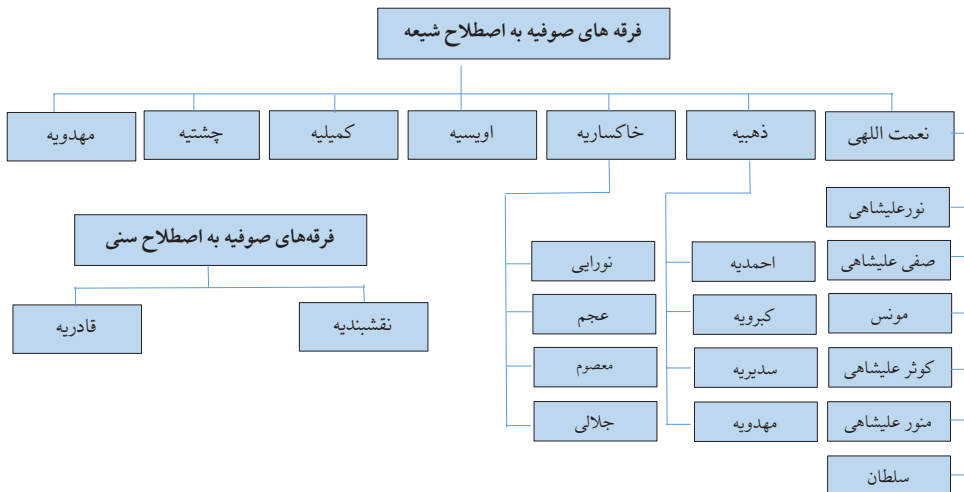 فرقه های صوفیه به اصطلاح شیعه
نعمت اللهی
ذهبیه
خاکساریه
اویسیه
کمیلیه
چشتیه
مهدویه
نورعلیشاهی
صفی علیشاهی
مونس
کوثر علیشاهی
منور علیشاهی
سلطان
احمدیه
کبرویه
سدیریه
مهدویه
نورایی
عجم
معصوم
جلالی
فرقه‌های صوفیه به اصطلاح سنی
نقشبندیه
قادریه